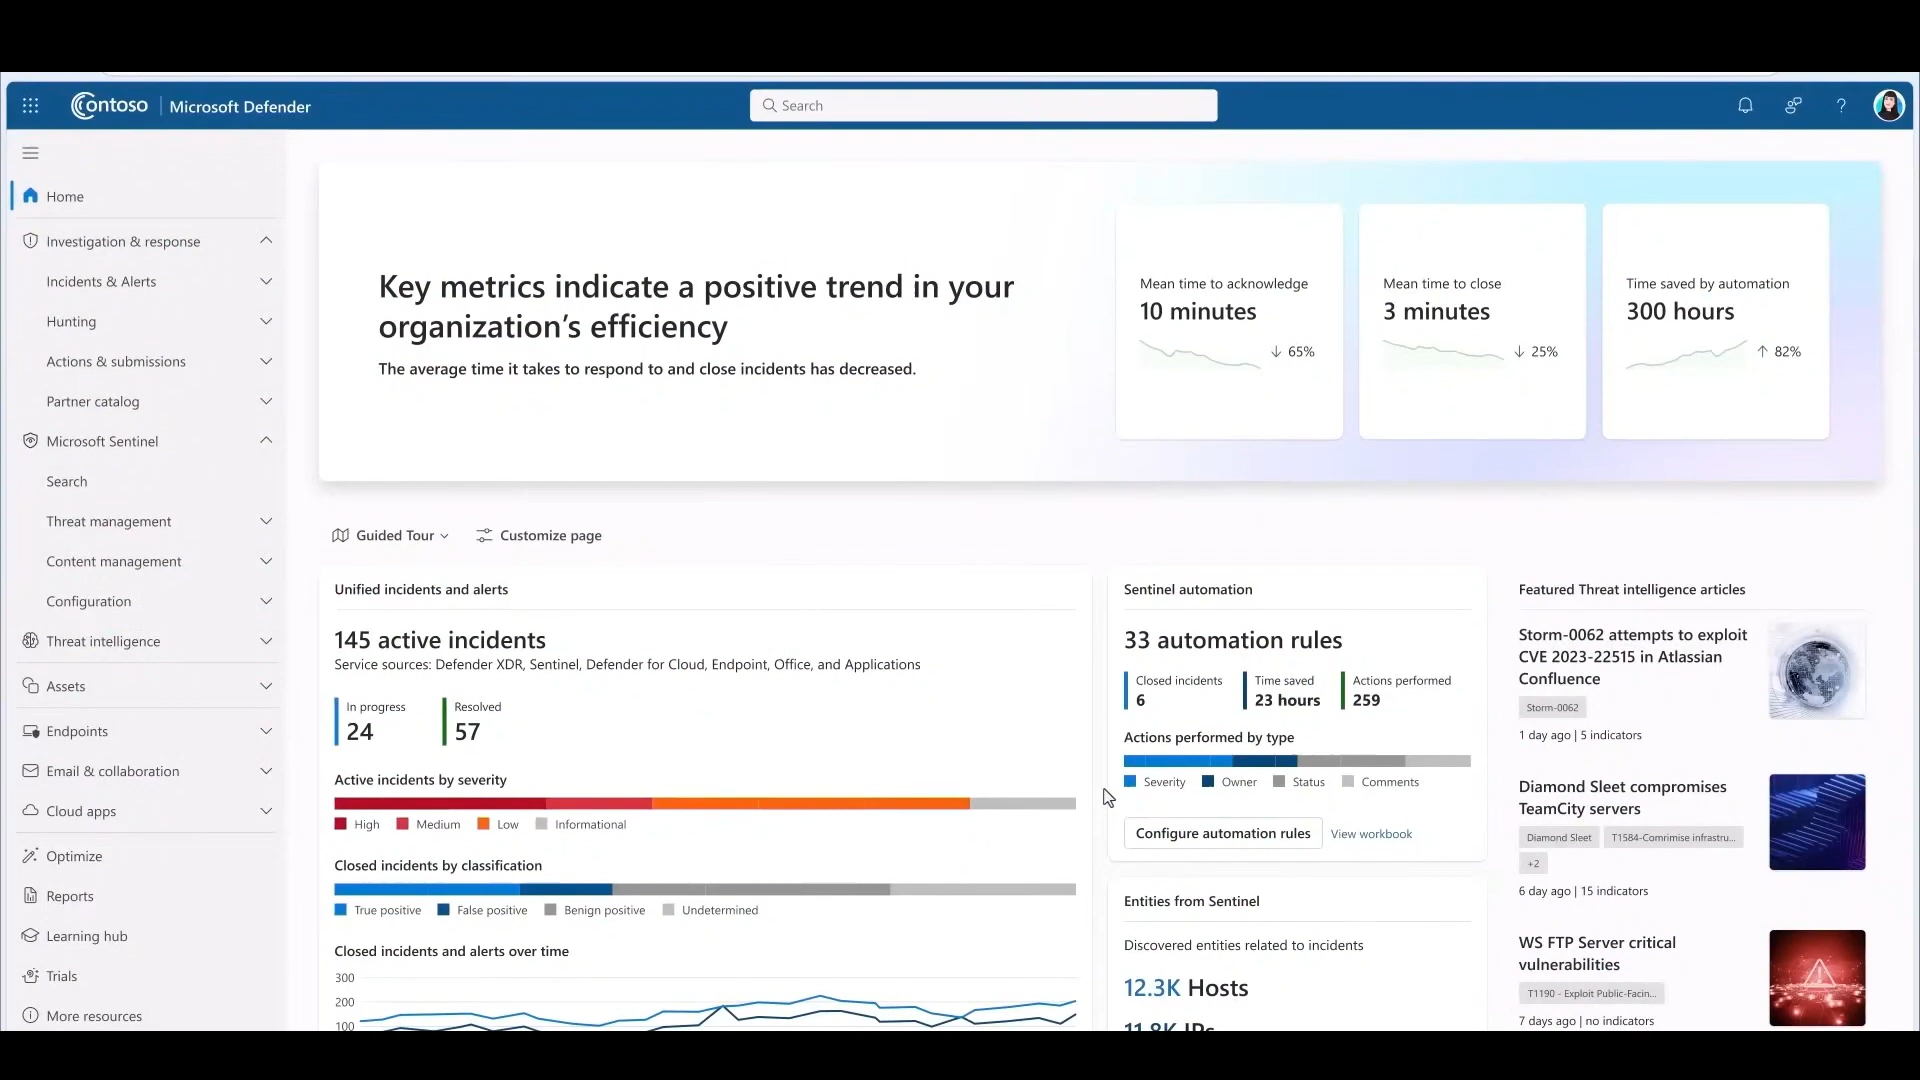 Contoso | Microsoft Defender
Search
Home
Investigation & response
Incidents & Alerts
Hunting
Actions & submissions
Partner catalog
Microsoft Sentinel
Search
Threat management
Content management
Configuration
Threat intelligence
Assets
Endpoints
Email & collaboration
Cloud apps
Optimize
Reports
Learning hub
Trials
More resources
Key metrics indicate a positive trend in your
organization’s efficiency
The average time it takes to respond to and close incidents has decreased.
Mean time to acknowledge
10 minutes
↓ 65%
Mean time to close
3 minutes
↓ 25%
Time saved by automation
300 hours
↑ 82%
Guided Tour
Customize page
Unified incidents and alerts
145 active incidents
Service sources: Defender XDR, Sentinel, Defender for Cloud, Endpoint, Office, and Applications
In progress
24
Resolved
57
Active incidents by severity
High Medium Low Informational
Closed incidents by classification
True positive False positive Benign positive Undetermined
Closed incidents and alerts over time
300
200
100
Sentinel automation
33 automation rules
Closed incidents
6
Time saved
23 hours
Actions performed
259
Actions performed by type
Severity Owner Status Comments
Configure automation rules View workbook
Entities from Sentinel
Discovered entities related to incidents
12.3K Hosts
11.8K IPs
Featured Threat intelligence articles
Storm-0062 attempts to exploit
CVE 2023-22515 in Atlassian
Confluence
Storm-0062
1 day ago | 5 indicators
Diamond Sleet compromises
TeamCity servers
Diamond Sleet T1584-Comrimise infrastru...
+2
6 day ago | 15 indicators
WS FTP Server critical
vulnerabilities
T1190 - Exploit Public-Facin...
7 days ago | no indicators